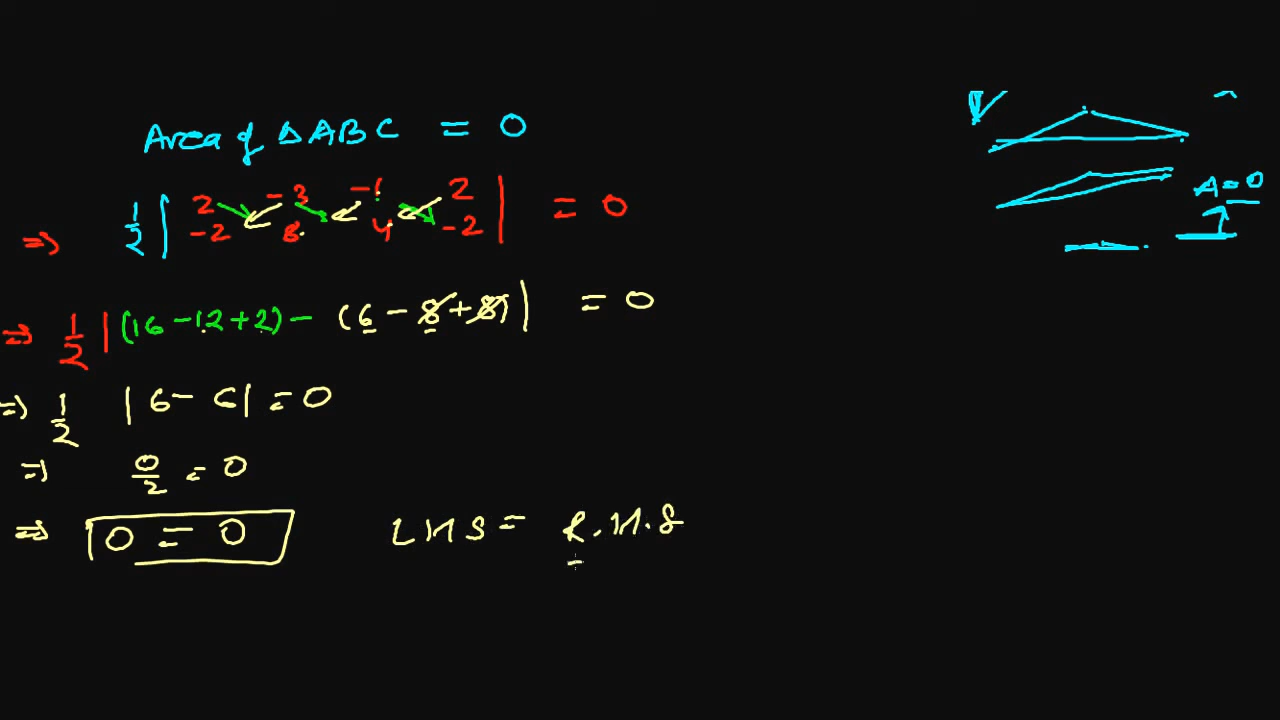 Area of ΔABC = 0
A=0
⇒ 1/2 | 2 -3 -1 2 | = 0
-2 8 4 -2
⇒ 1/2 |(16-12+2)- (6-8+8)| = 0
⇒ 1/2 |6-6| = 0
⇒ 0/2 = 0
⇒ 0 = 0 LHS = R.H.S